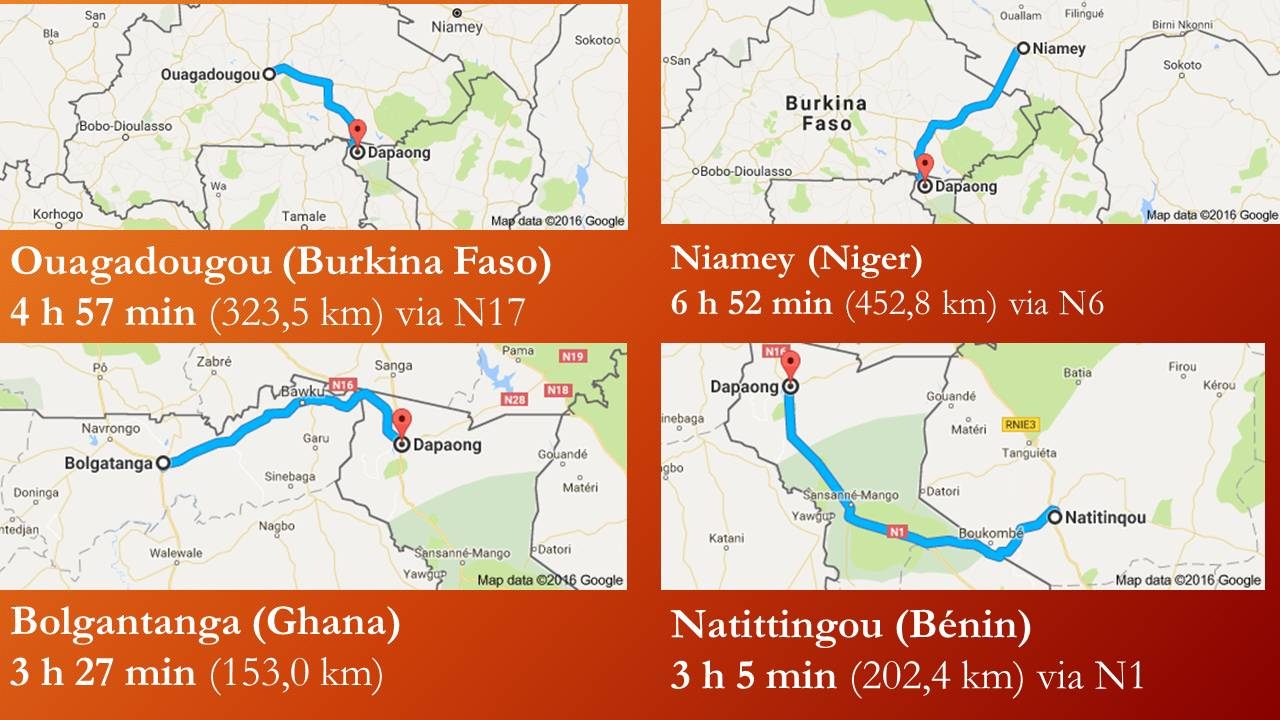 San
Niamey
Bla
Sokoto
Ouagadougou
Bobo-Dioulasso
Dapaong
Wa
Korhogo
Tamale
Map data ©2016 Google
Ouallam
Filingué
Birni Nkonni
San
Niamey
Sokoto
Burkina
Faso
Bobo-Dioulasso
Dapaong
Map data ©2016 Google
Ouagadougou (Burkina Faso)
4 h 57 min (323,5 km) via N17
Niamey (Niger)
6 h 52 min (452,8 km) via N6
Pama
N19
Zabré
Sanga
Pô
N16
Bawku
N18
N28
Navrongo
Garu
Dapaong
Bolgatanga
Gouandé
Sinebaga
Matéri
Doninga
ntedjan
Nagbo
Walewale
Sansanné-Mango
Datori
Yawgu
Map data ©2016 Google
N16
Dapaong
Batia
Firou
Kérou
Gouandé
inebaga
Matéri
RNIE3
Tanguiéta
gbo
Sansanné-Mango
Datori
Yawgu
Natitinqou
Katani
N1
Boukombé
Map data ©2016 Google
Bolgantanga (Ghana)
3 h 27 min (153,0 km)
Natittingou (Bénin)
3 h 5 min (202,4 km) via N1